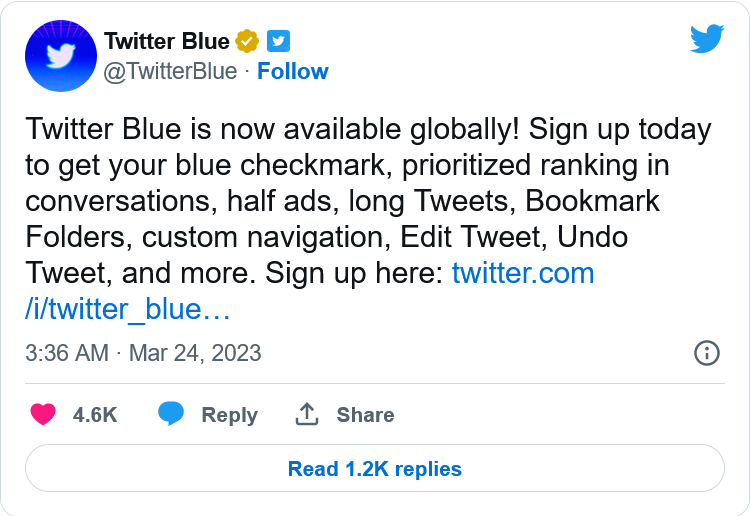 Twitter Blue
@TwitterBlue · Follow
Twitter Blue is now available globally! Sign up today
to get your blue checkmark, prioritized ranking in
conversations, half ads, long Tweets, Bookmark
Folders, custom navigation, Edit Tweet, Undo
Tweet, and more. Sign up here: twitter.com
/i/twitter_blue…
3:36 AM · Mar 24, 2023
4.6K Reply Share
Read 1.2K replies